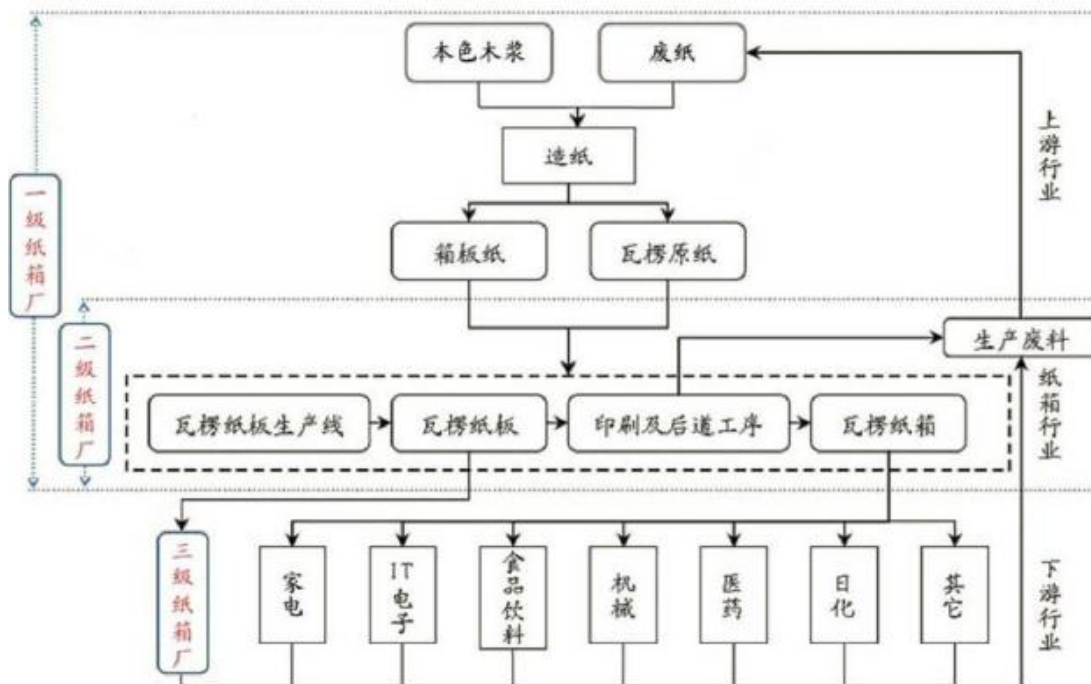 本色木浆
废纸
造纸
上游行业
一级纸箱厂
箱板纸
瓦楞原纸
二级纸箱厂
生产废料
纸箱行业
瓦楞纸板生产线
瓦楞纸板
印刷及后道工序
瓦楞纸箱
三级纸箱厂
家电
IT电子
食品饮料
机械
医药
日化
其它
下游行业